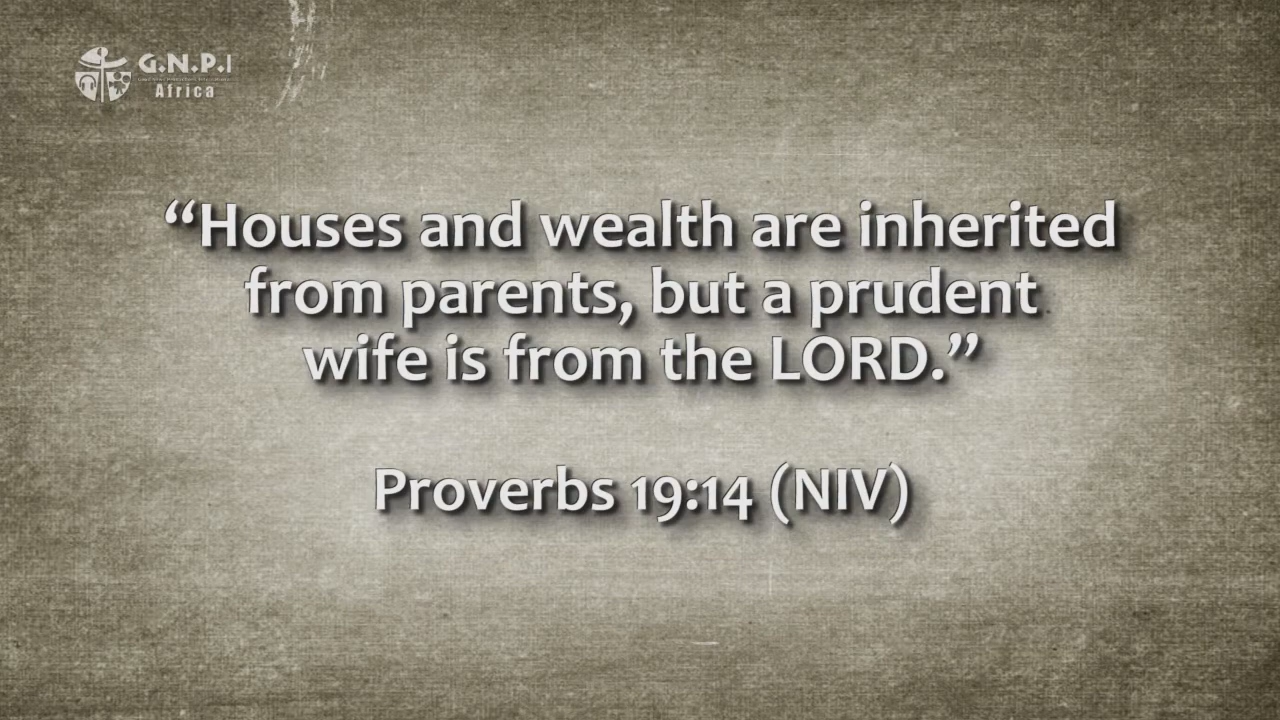 G.N.P.I
Africa
“Houses and wealth are inherited
from parents, but a prudent
wife is from the LORD.”
Proverbs 19:14 (NIV)